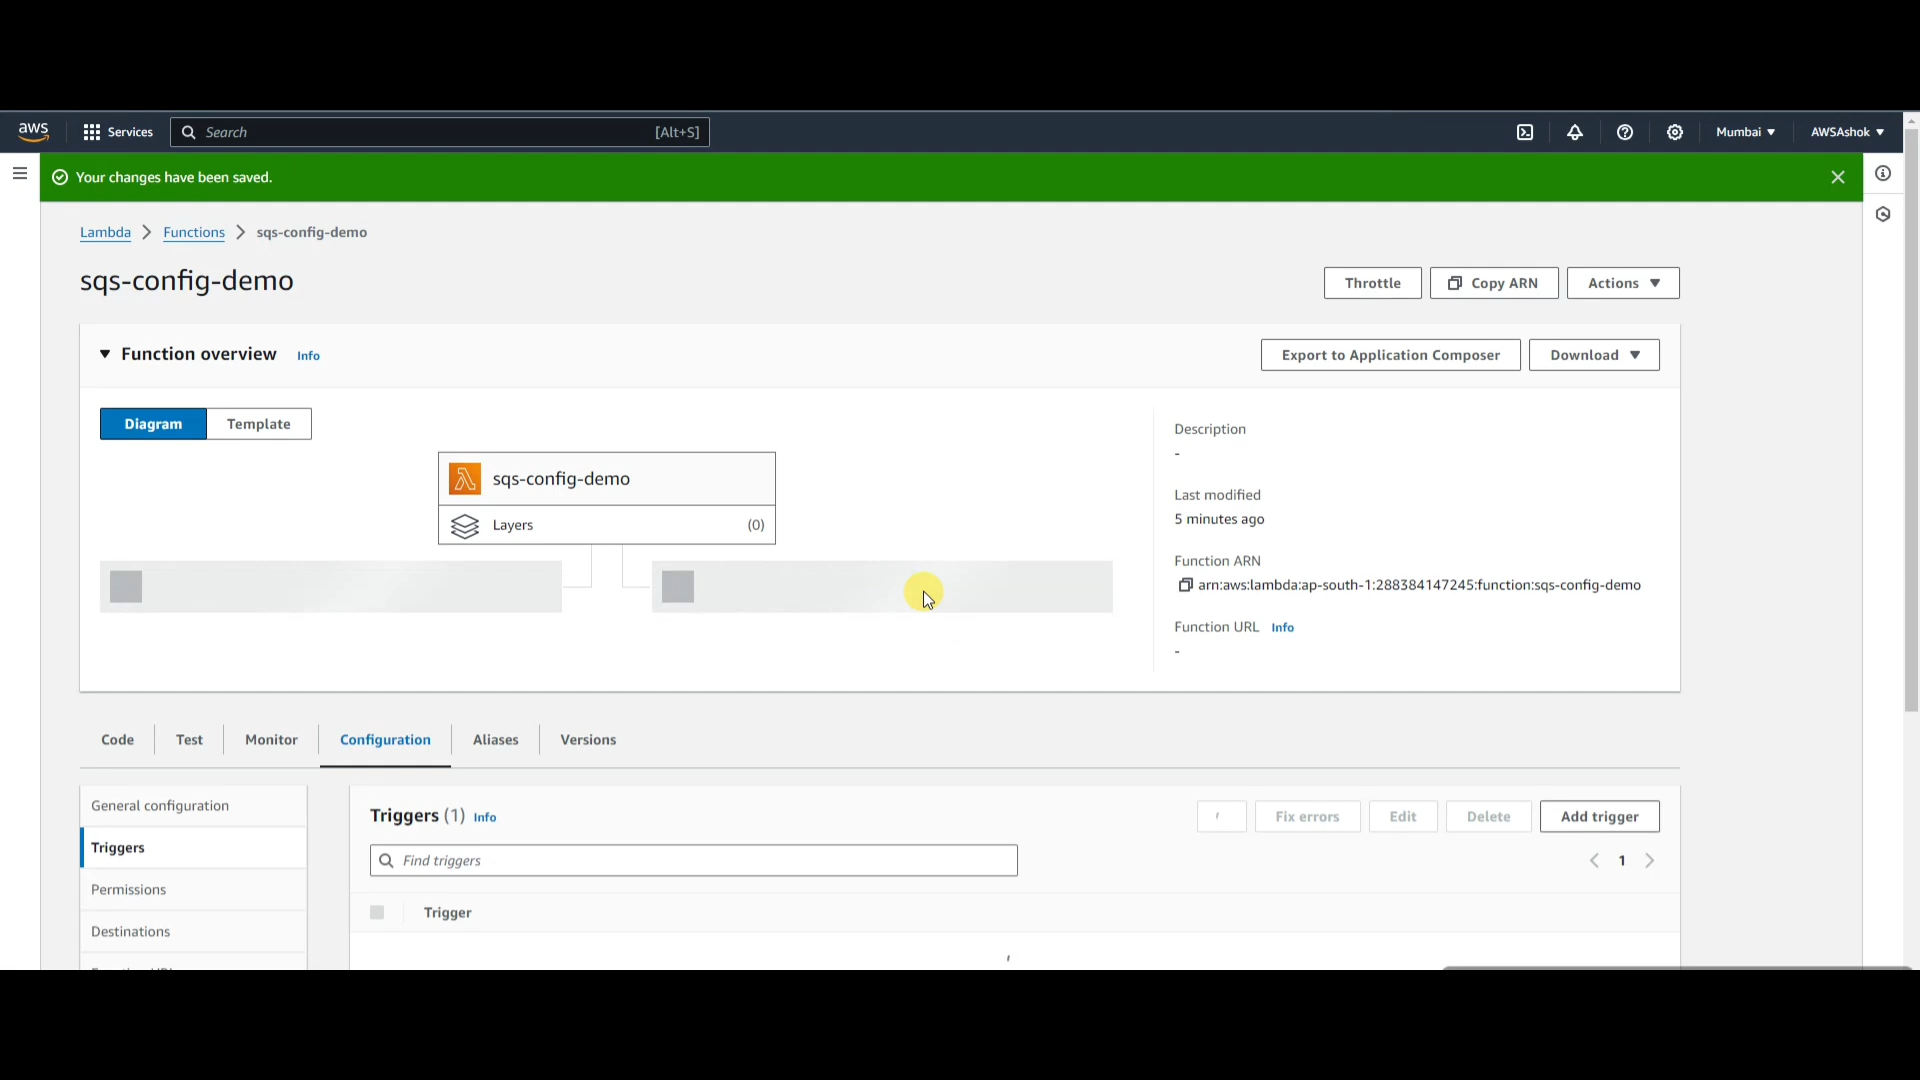 aws Services Search [Alt+S] Mumbai ▼ AWSAshok ▼
Your changes have been saved.
Lambda > Functions > sqs-config-demo
sqs-config-demo
Throttle Copy ARN Actions ▼
▼ Function overview Info
Export to Application Composer Download ▼
Diagram Template
sqs-config-demo
Layers (0)
Description
-
Last modified
5 minutes ago
Function ARN
arn:aws:lambda:ap-south-1:288384147245:function:sqs-config-demo
Function URL Info
-
Code Test Monitor Configuration Aliases Versions
General configuration
Triggers
Permissions
Destinations
Triggers (1) Info
Fix errors Edit Delete Add trigger
Find triggers
1
Trigger